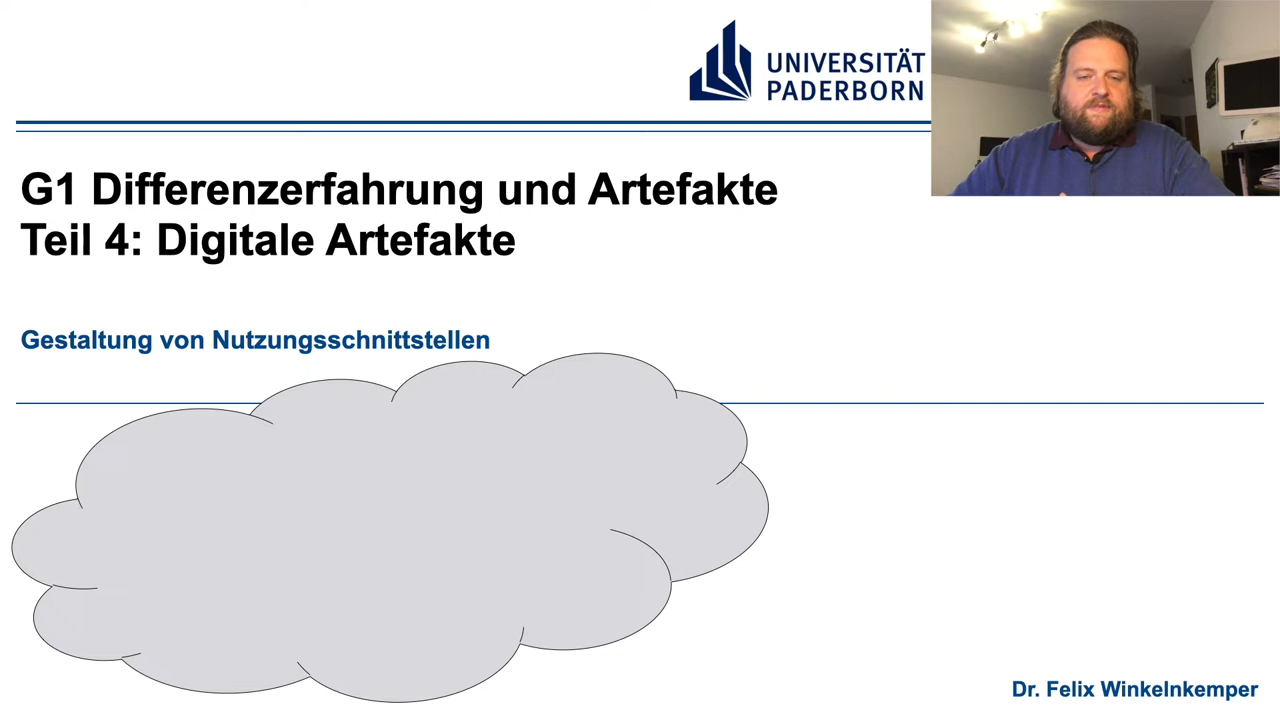 UNIVERSITÄT
PADERBORN
G1 Differenzerfahrung und Artefakte
Teil 4: Digitale Artefakte
Gestaltung von Nutzungsschnittstellen
Dr. Felix Winkelnkemper